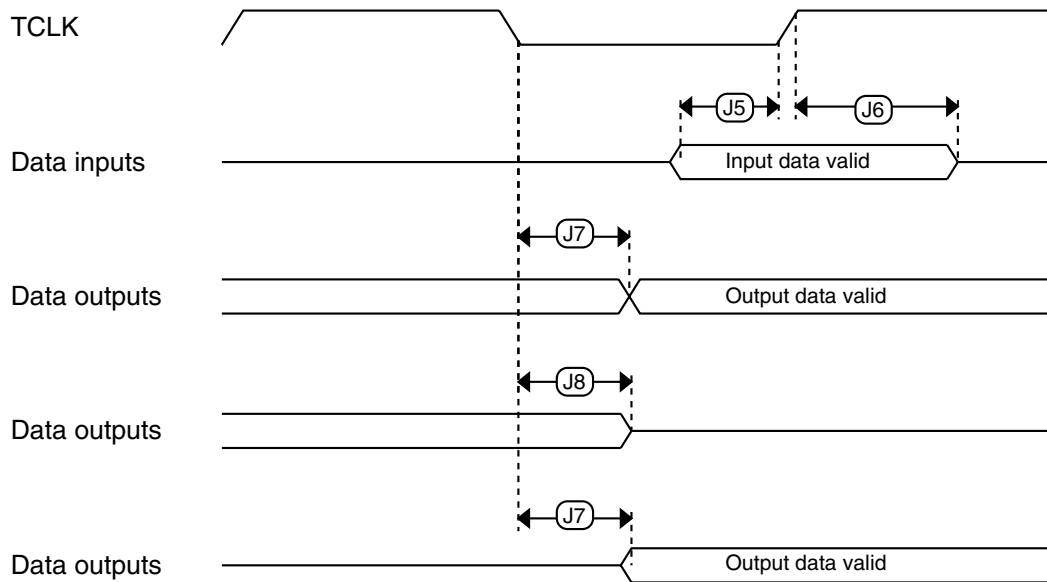 TCLK
J5
J6
Data inputs
Input data valid
J7
Data outputs
Output data valid
J8
Data outputs
J7
Data outputs
Output data valid